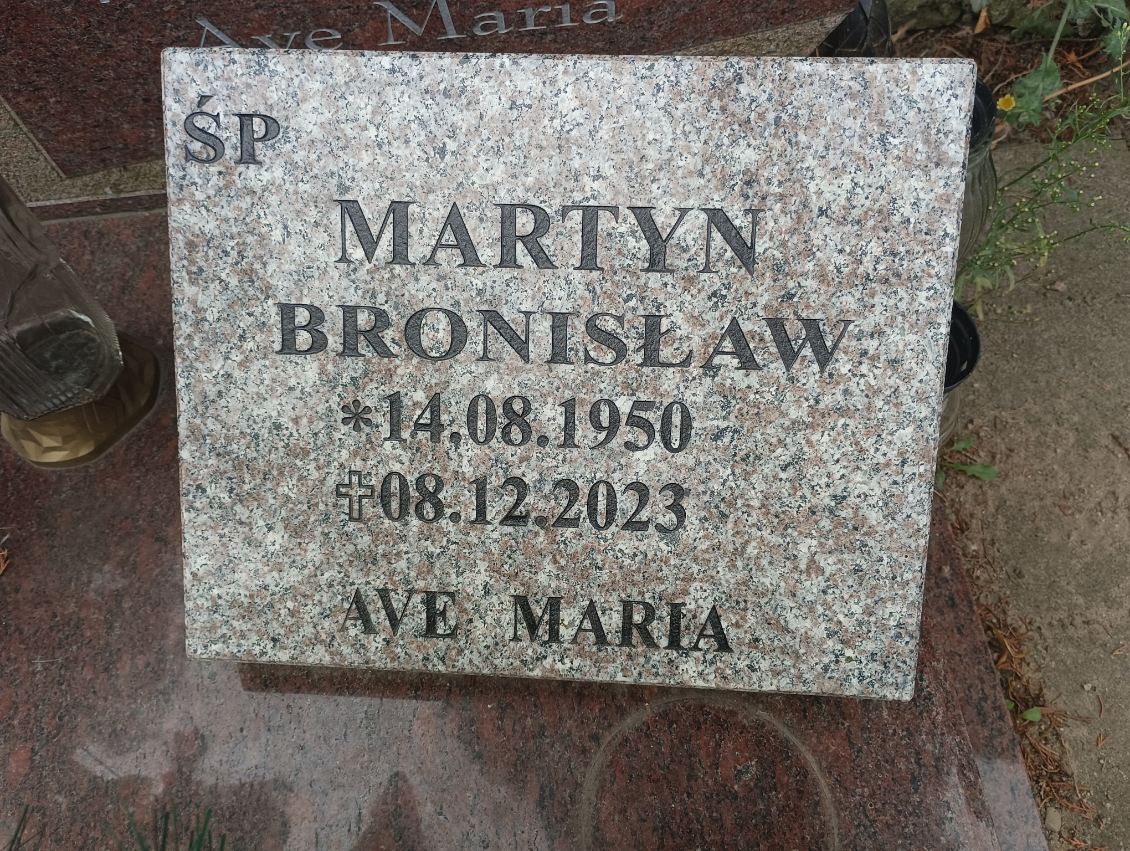 Ave Maria
ŚP
MARTYN
BRONISŁAW
*14.08.1950
✝08.12.2023
AVE MARIA